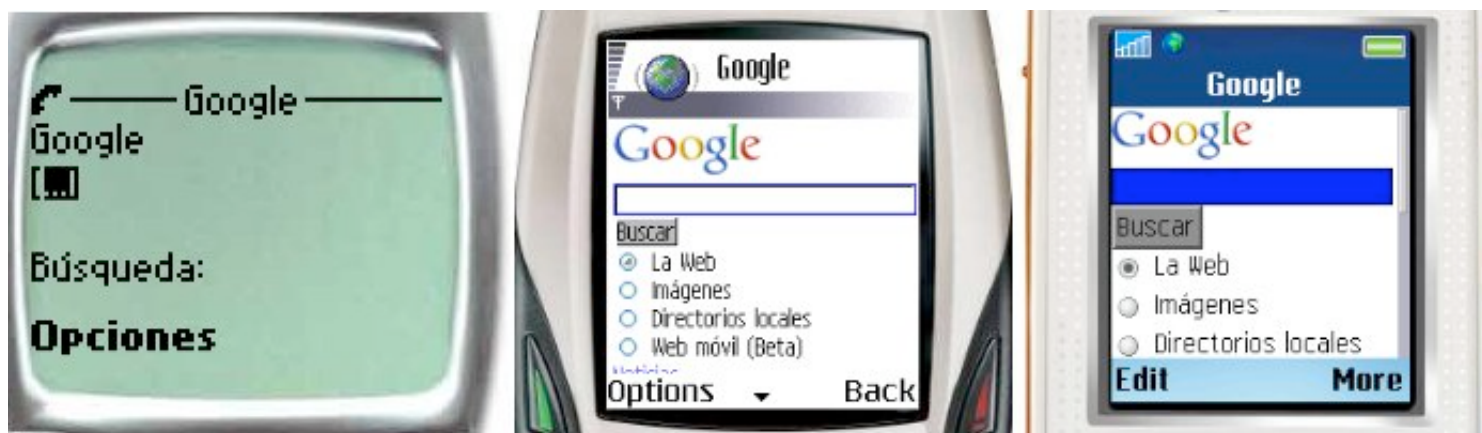 Google
Google
[...]
Búsqueda:
Opciones
Google
Google
Buscar
La Web
Imágenes
Directorios locales
Web móvil (Beta)
Noticias
Options
Back
Google
Google
Buscar
La Web
Imágenes
Directorios locales
Edit
More